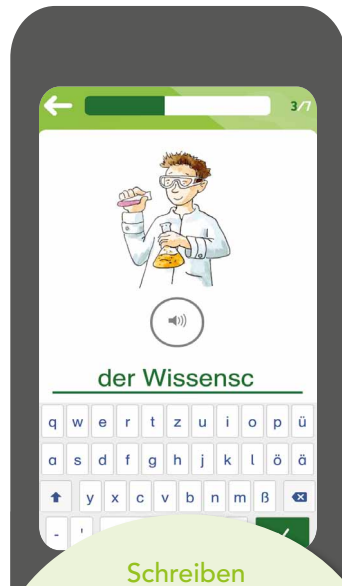 3/7
der Wissensc
q w e r t z u i o p ü
a s d f g h j k l ö ä
y x c v b n m ß
- '
Schreiben